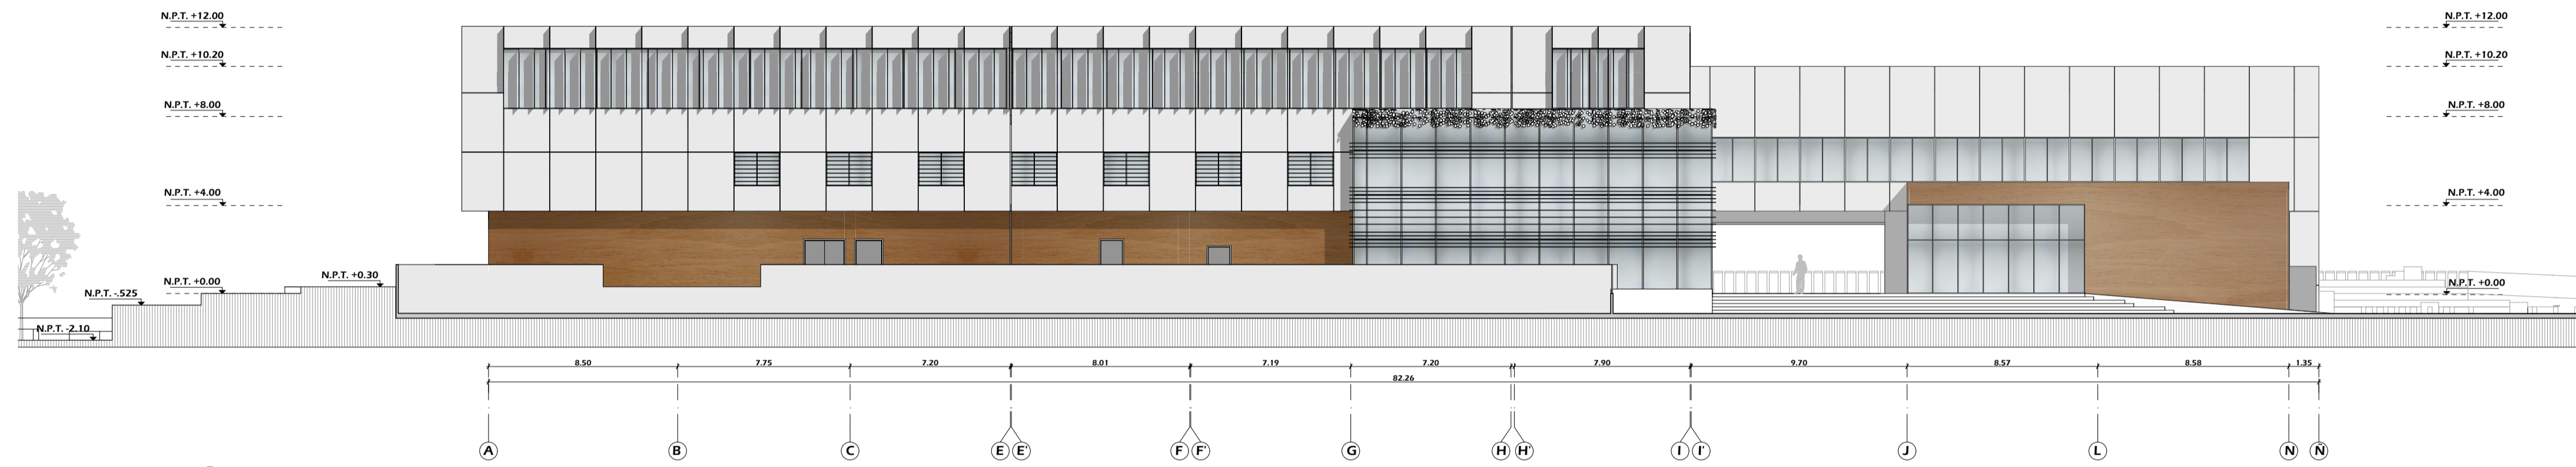 N.P.T. +12.00
N.P.T. +12.00
N.P.T. +10.20
N.P.T. +10.20
N.P.T. +8.00
N.P.T. +8.00
N.P.T. +4.00
N.P.T. +4.00
N.P.T. +0.30
N.P.T. +0.00
N.P.T. +0.00
N.P.T. -.525
N.P.T. -2.10
8.50 7.75 7.20 8.01 7.19 7.20 7.90 9.70 8.57 8.58 1.35
82.26
A B C E E' F F' G H H' I I' J L N Ñ